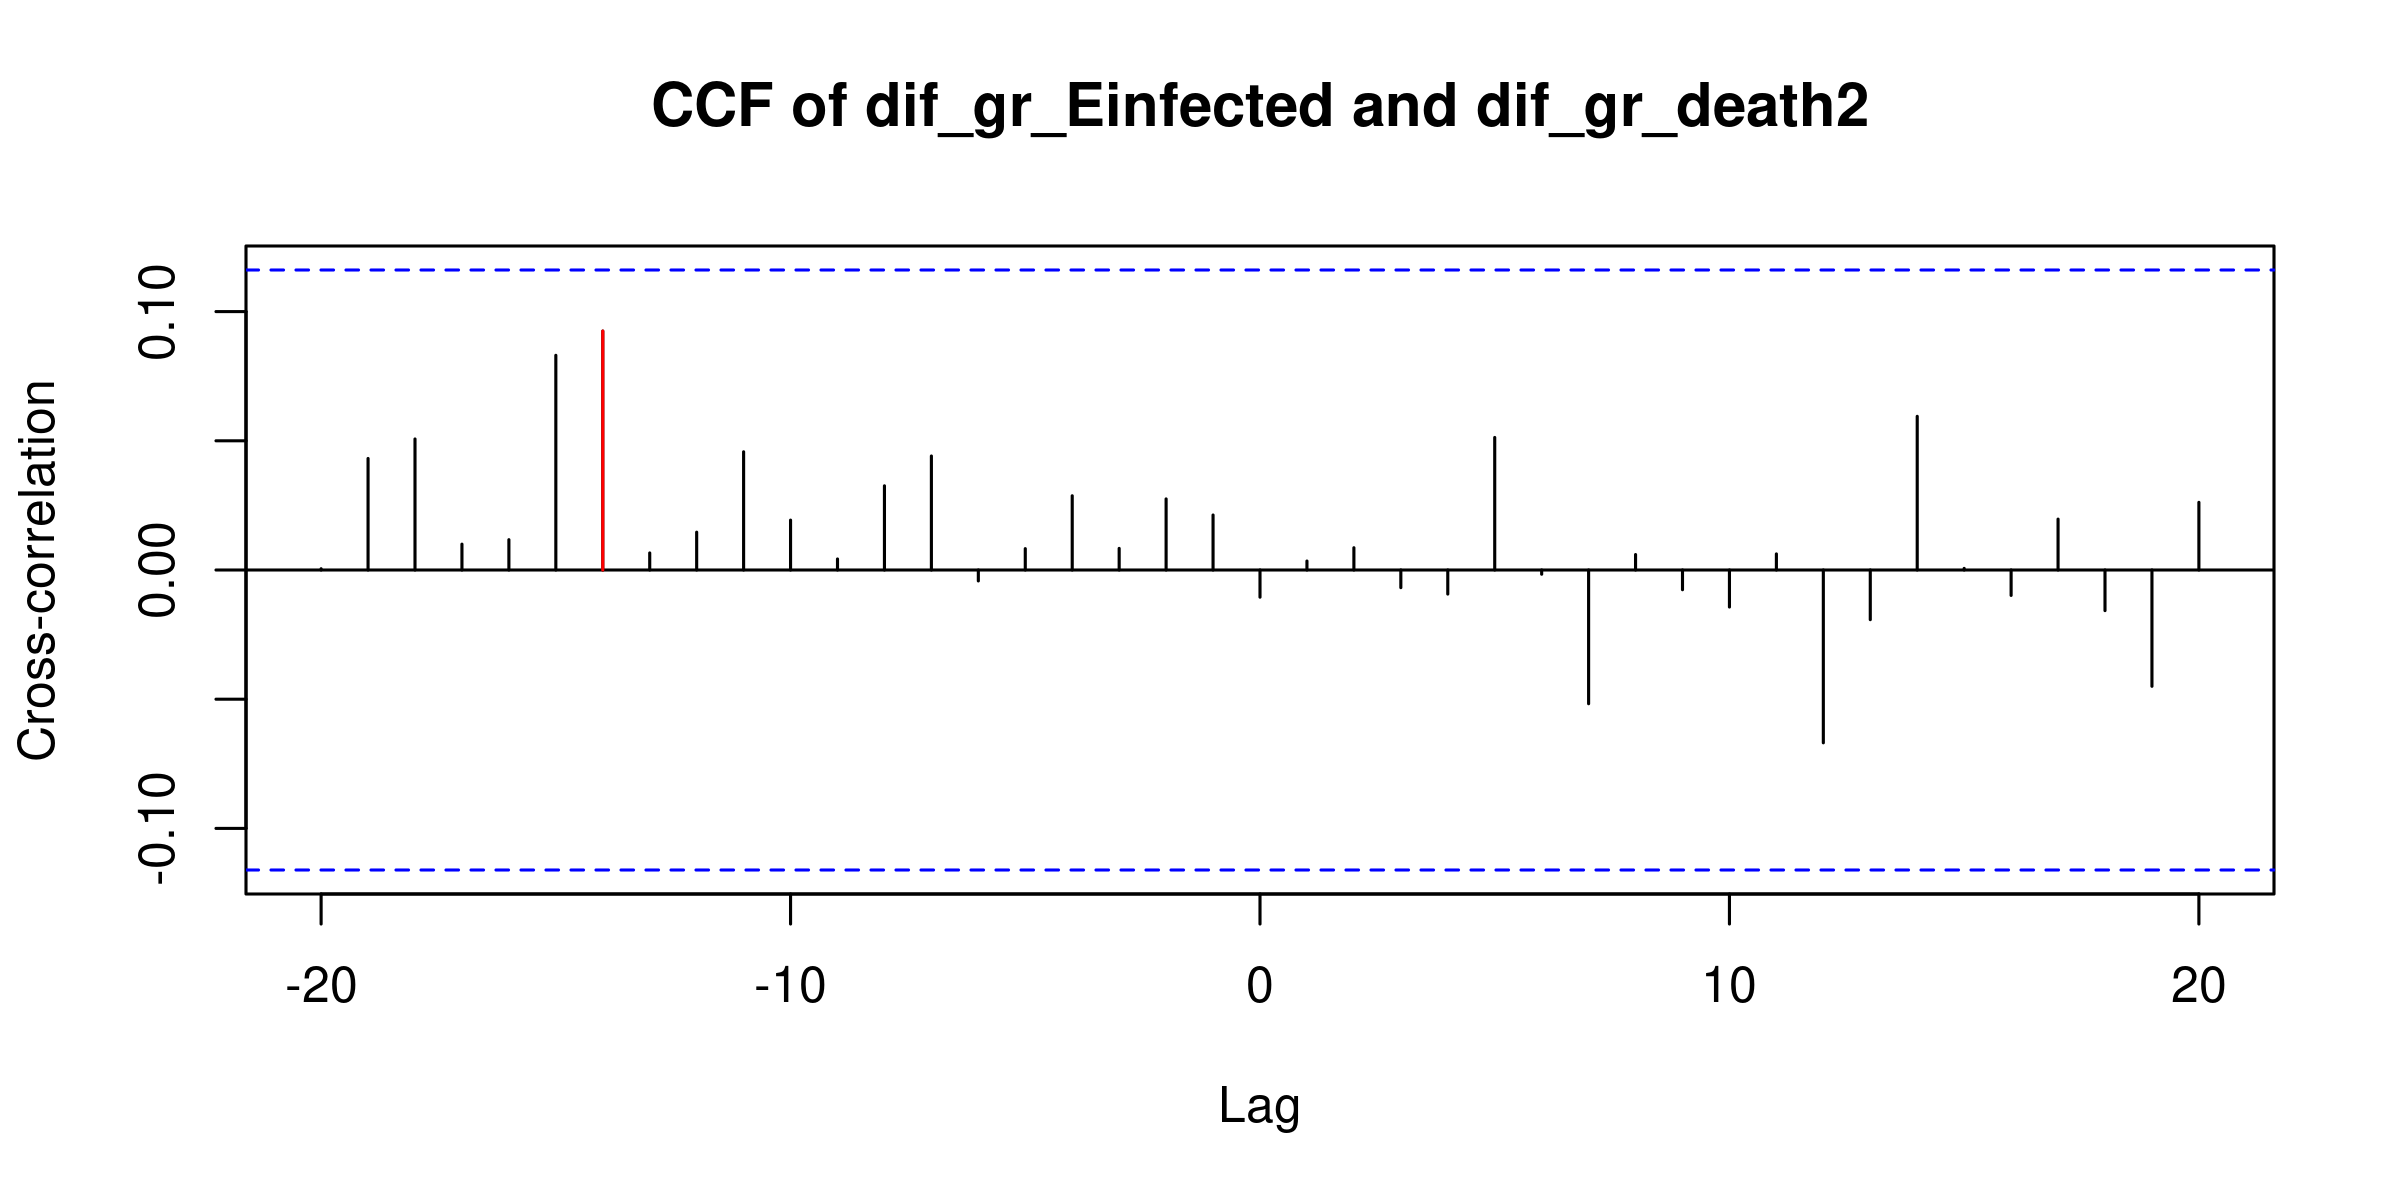 CCF of dif_gr_Einfected and dif_gr_death2
Cross-correlation
0.10
0.00
-0.10
-20
-10
0
10
20
Lag